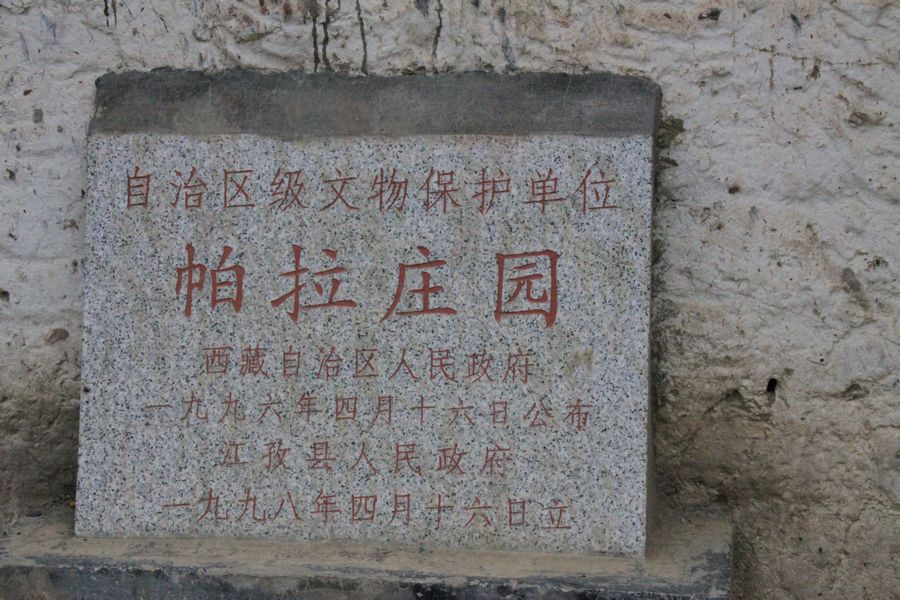 自治区级文物保护单位
帕拉庄园
西藏自治区人民政府
一九九六年四月十六日公布
江孜县人民政府
一九九八年四月十六日立